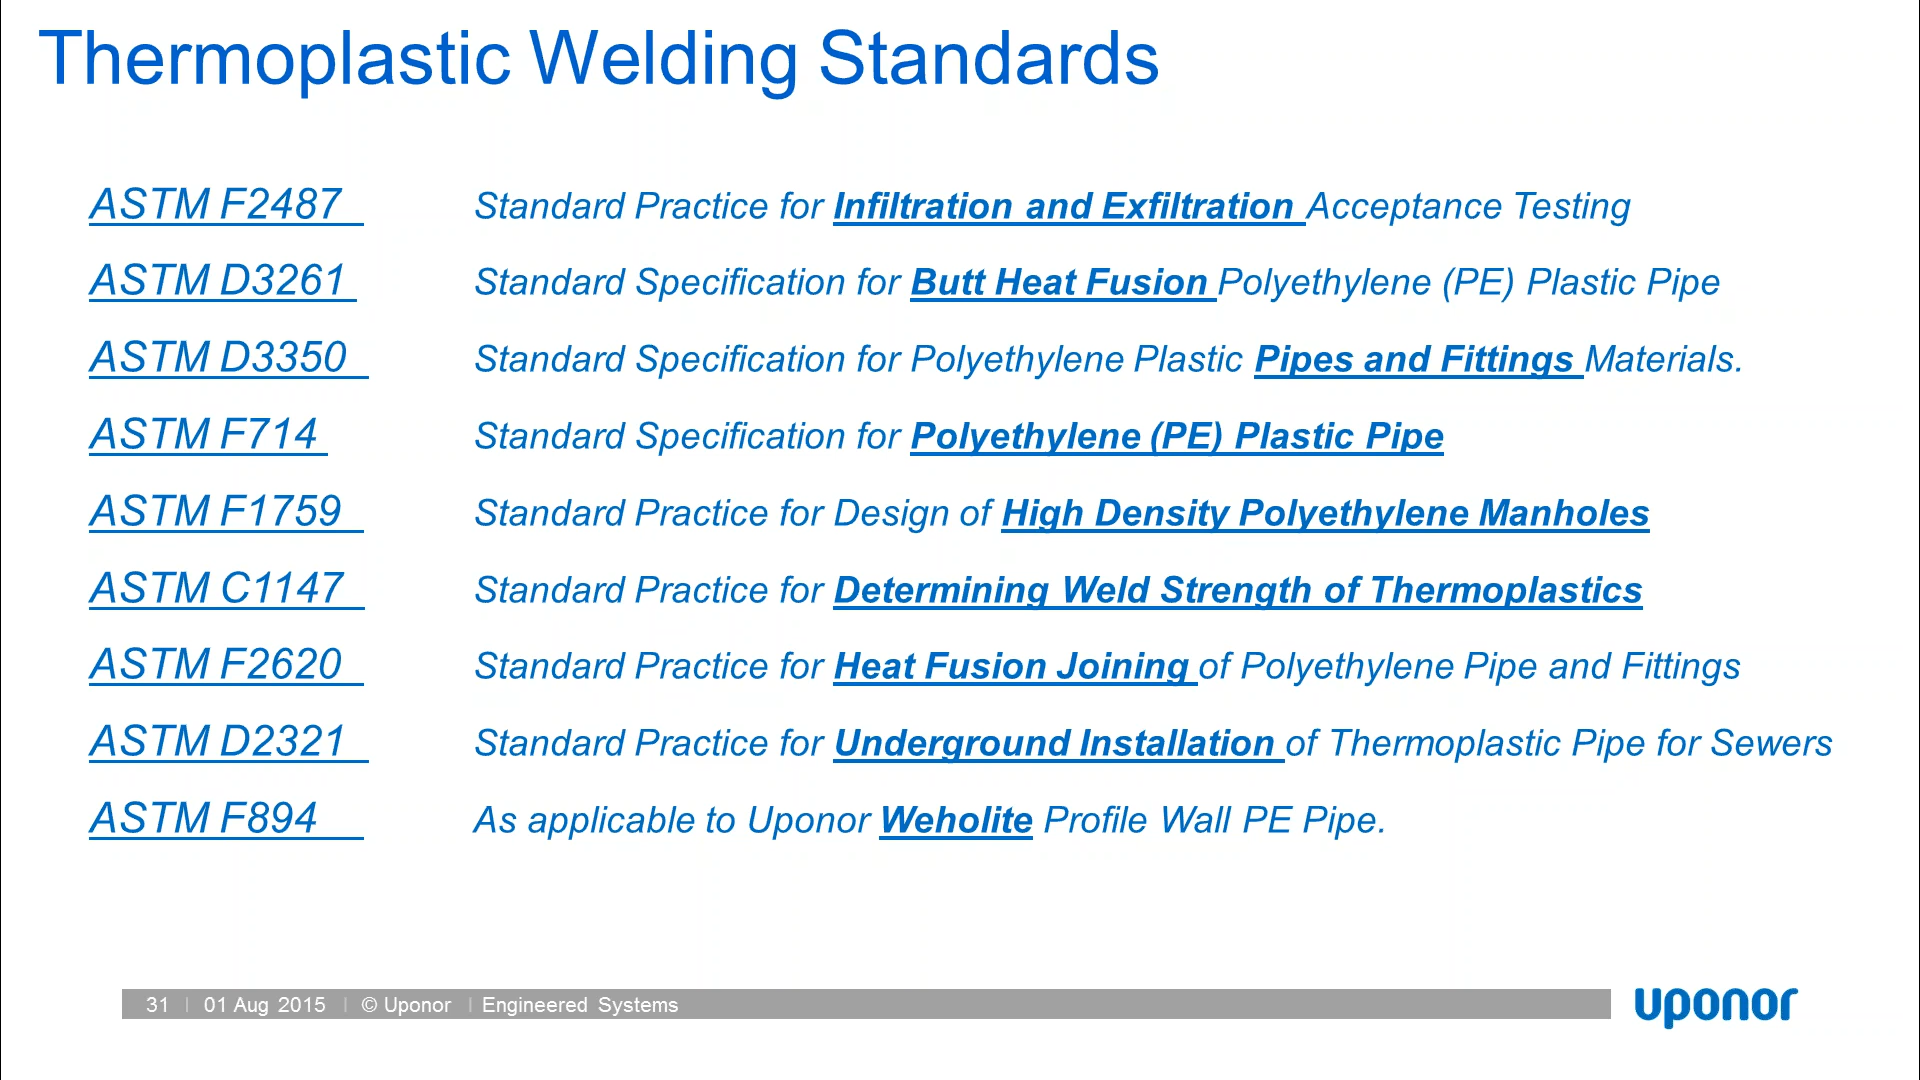 Thermoplastic Welding Standards
ASTM F2487 Standard Practice for Infiltration and Exfiltration Acceptance Testing
ASTM D3261 Standard Specification for Butt Heat Fusion Polyethylene (PE) Plastic Pipe
ASTM D3350 Standard Specification for Polyethylene Plastic Pipes and Fittings Materials.
ASTM F714 Standard Specification for Polyethylene (PE) Plastic Pipe
ASTM F1759 Standard Practice for Design of High Density Polyethylene Manholes
ASTM C1147 Standard Practice for Determining Weld Strength of Thermoplastics
ASTM F2620 Standard Practice for Heat Fusion Joining of Polyethylene Pipe and Fittings
ASTM D2321 Standard Practice for Underground Installation of Thermoplastic Pipe for Sewers
ASTM F894 As applicable to Uponor Weholite Profile Wall PE Pipe.
31 | 01 Aug 2015 | © Uponor | Engineered Systems
uponor